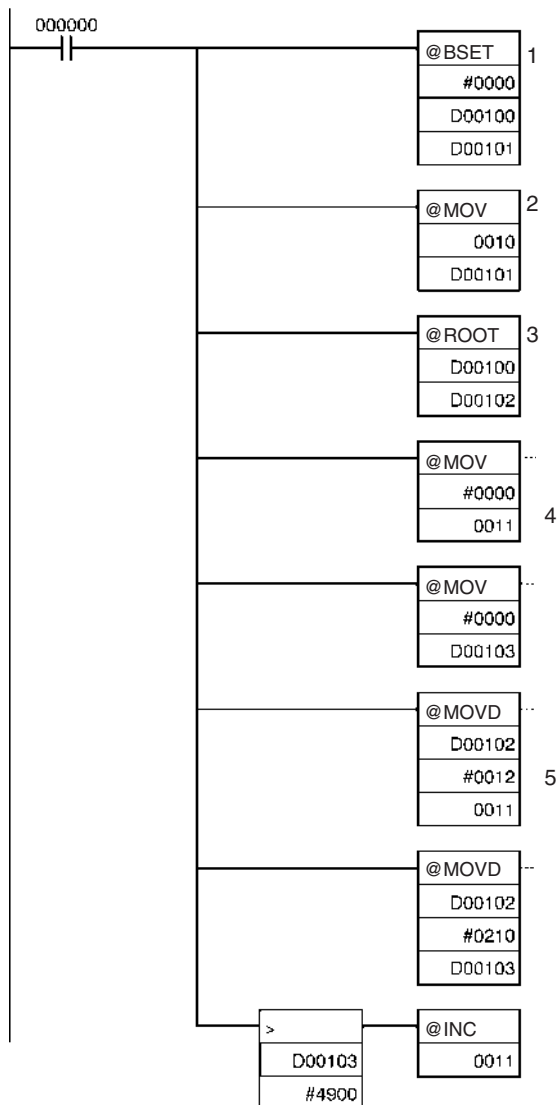 000000
@BSET 1
#0000
D00100
D00101
@MOV 2
0010
D00101
@ROOT 3
D00100
D00102
@MOV
#0000
4
0011
@MOV
#0000
D00103
@MOVD
D00102
#0012 5
0011
@MOVD
D00102
#0210
D00103
> @INC
D00103 0011
#4900